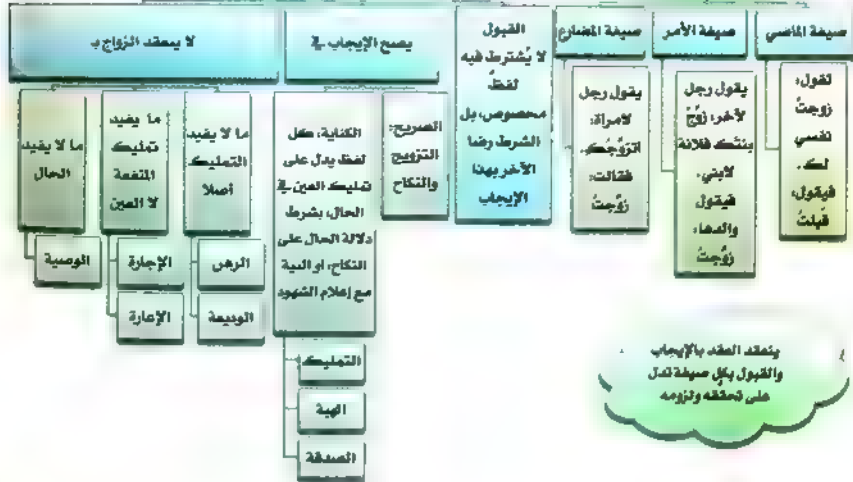 صيغة الماضي
تقول:
زوجتُ
نفسي
لك.
فيقول:
قبلتُ
صيغة الأمر
يقول رجل
لآخر: زوِّجْ
بنتك فلانة
لابني.
فيقول
والدها:
زوَّجتُ
صيغة المضارع
يقول رجل
لامرأة:
أتزوَّجكِ.
فقالت:
زوَّجتُ
القبول
لا يُشترط فيه
لفظٌ
مخصوص، بل
الشرط رضا
الآخر بهذا
الإيجاب
يصح الإيجاب في
الصريح:
التزويج
والنكاح
الكناية: كل
لفظ يدل على
تمليك العين في
الحال، بشرط
دلالة الحال على
النكاح، أو النية
مع إعلام الشهود
التمليك
الهبة
الصدقة
لا ينعقد الزواج بـ
ما لا يفيد
التمليك
أصلا
الرهن
الوديعة
ما يفيد
تمليك
المنفعة
لا العين
الإجارة
الإعارة
ما لا يفيد
الحال
الوصية
ينعقد العقد بالإيجاب
والقبول بكل صيغة تدل
على تحققه ولزومه